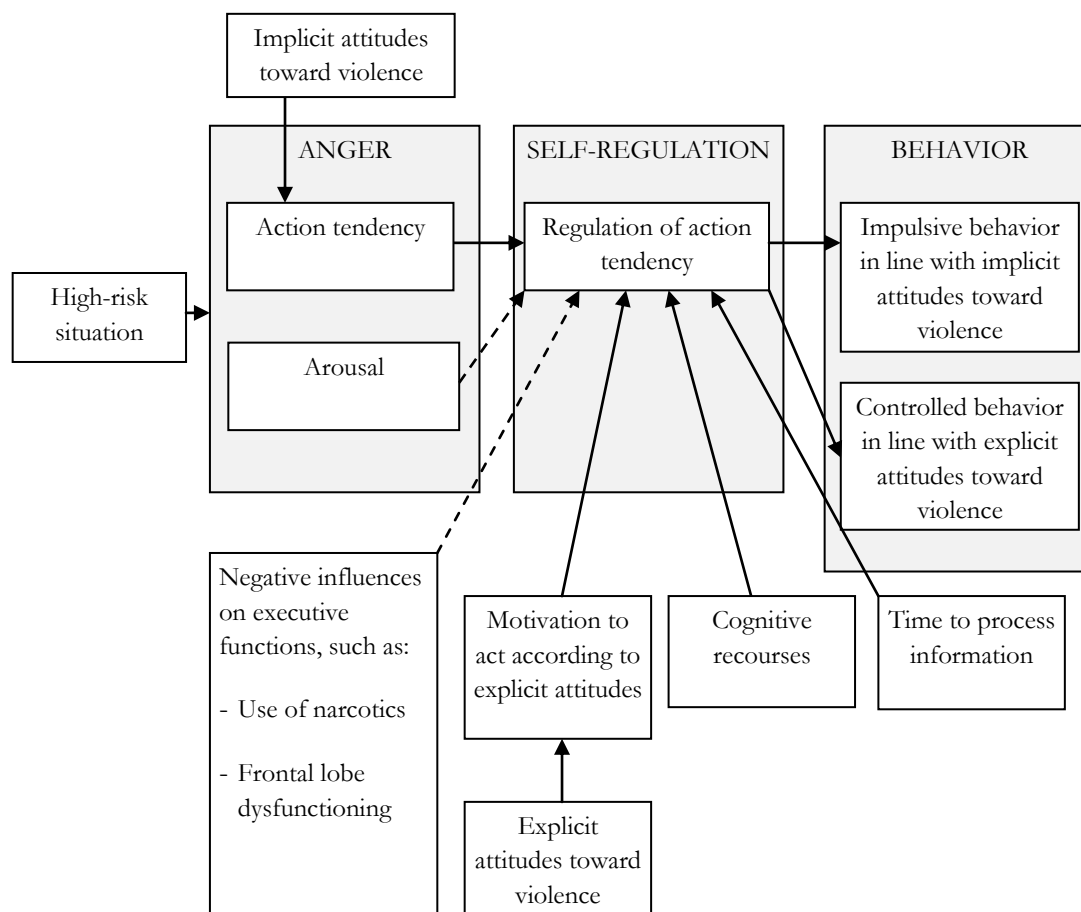 Implicit attitudes
toward violence
ANGER
SELF-REGULATION
BEHAVIOR
Action tendency
Regulation of action
tendency
Impulsive behavior
in line with implicit
attitudes toward
violence
High-risk
situation
Arousal
Controlled behavior
in line with explicit
attitudes toward
violence
Negative influences
on executive
functions, such as:
- Use of narcotics
- Frontal lobe
dysfunctioning
Motivation to
act according to
explicit attitudes
Cognitive
recourses
Time to process
information
Explicit
attitudes toward
violence